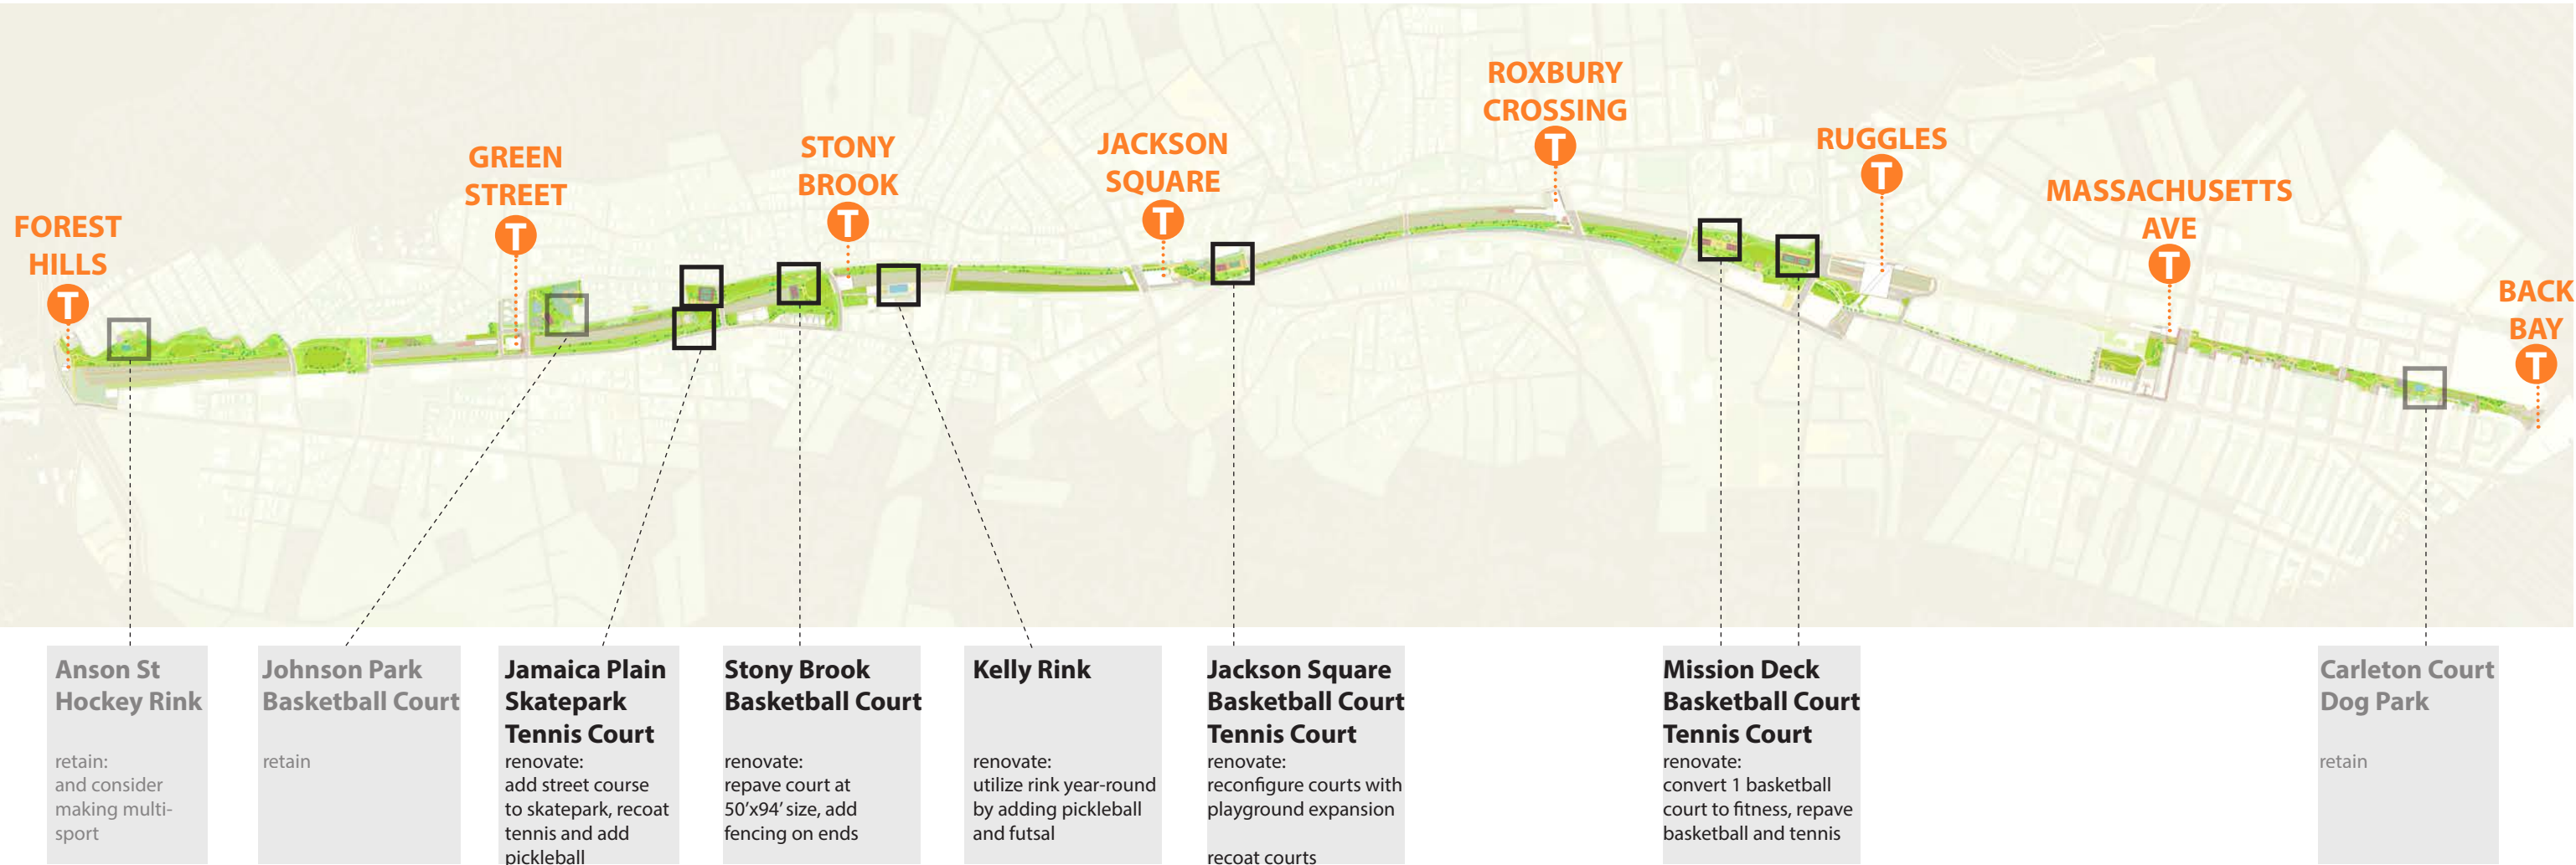 ROXBURY
CROSSING
T
RUGGLES
T
GREEN
STREET
T
STONY
BROOK
T
JACKSON
SQUARE
T
MASSACHUSETTS
AVE
T
FOREST
HILLS
T
BACK
BAY
T
Anson St
Hockey Rink
retain:
and consider
making multi-
sport
Johnson Park
Basketball Court
retain
Jamaica Plain
Skatepark
Tennis Court
renovate:
add street course
to skatepark, recoat
tennis and add
pickleball
Stony Brook
Basketball Court
renovate:
repave court at
50’x94’ size, add
fencing on ends
Kelly Rink
renovate:
utilize rink year-round
by adding pickleball
and futsal
Jackson Square
Basketball Court
Tennis Court
renovate:
reconfigure courts with
playground expansion
recoat courts
Mission Deck
Basketball Court
Tennis Court
renovate:
convert 1 basketball
court to fitness, repave
basketball and tennis
Carleton Court
Dog Park
retain